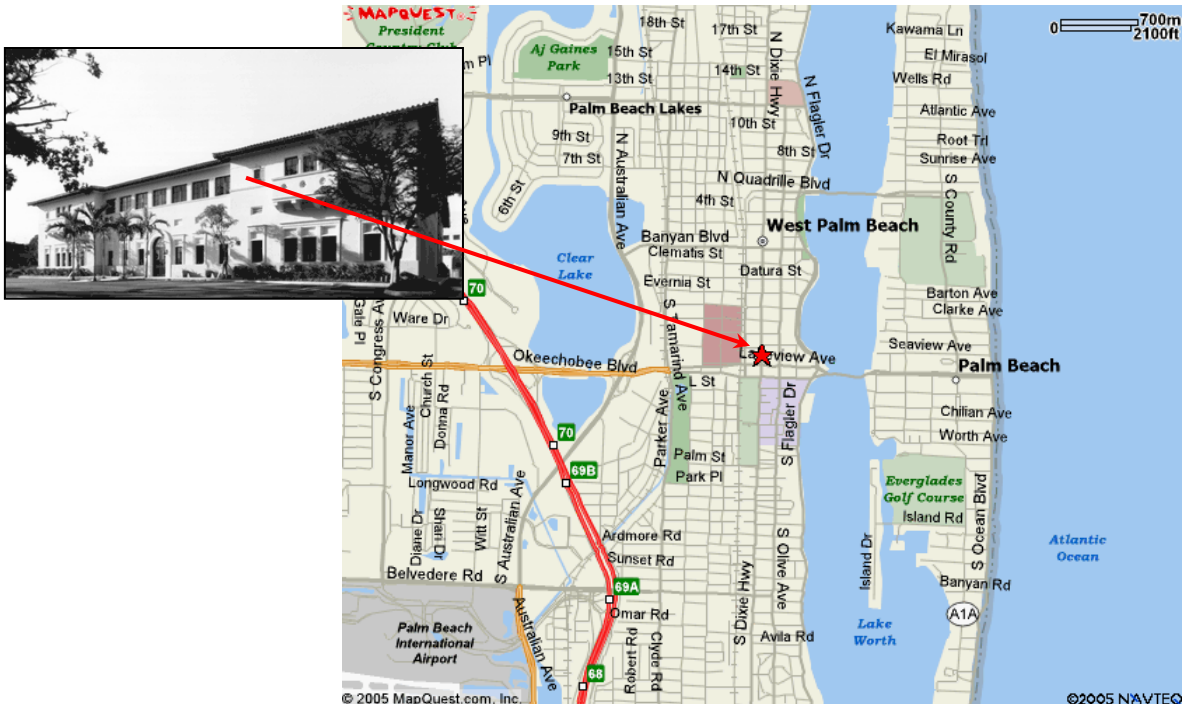 MAPQUEST
President
Country Club
Aj Gaines
Park
18th St
17th St
15th St
14th St
13th St
N Dixie Hwy
N Flagler Dr
Kawama Ln
El Mirasol
Wells Rd
0
700m
2100ft
Palm Beach Lakes
Atlantic Ave
10th St
9th St
8th St
7th St
6th St
Root Trl
Sunrise Ave
N Australian Ave
N Quadrille Blvd
4th St
S County Rd
West Palm Beach
Banyan Blvd
Clematis St
Clear
Lake
Datura St
Evernia St
70
Barton Ave
Clarke Ave
Gale Pl
S Congress Ave
Ware Dr
S Tamarind Ave
Okeechobee Blvd
Lakeview Ave
Seaview Ave
Palm Beach
L St
Church St
Donna Rd
Manor Ave
Parker Ave
S Flagler Dr
Chilian Ave
Worth Ave
70
69B
Palm St
Park Pl
Longwood Rd
Everglades
Golf Course
Island Rd
Diane Dr
Shan Dr
Witt St
S Australian Ave
Ardmore Rd
Sunset Rd
S Olive Ave
Island Dr
S Ocean Blvd
Atlantic
Ocean
Belvedere Rd
69A
Banyan Rd
Omar Rd
S Dixie Hwy
A1A
Palm Beach
International
Airport
Australian Ave
Robert Rd
Clyde Rd
Avila Rd
Lake
Worth
68
© 2005 MapQuest.com, Inc.
©2005 NAVTEQ